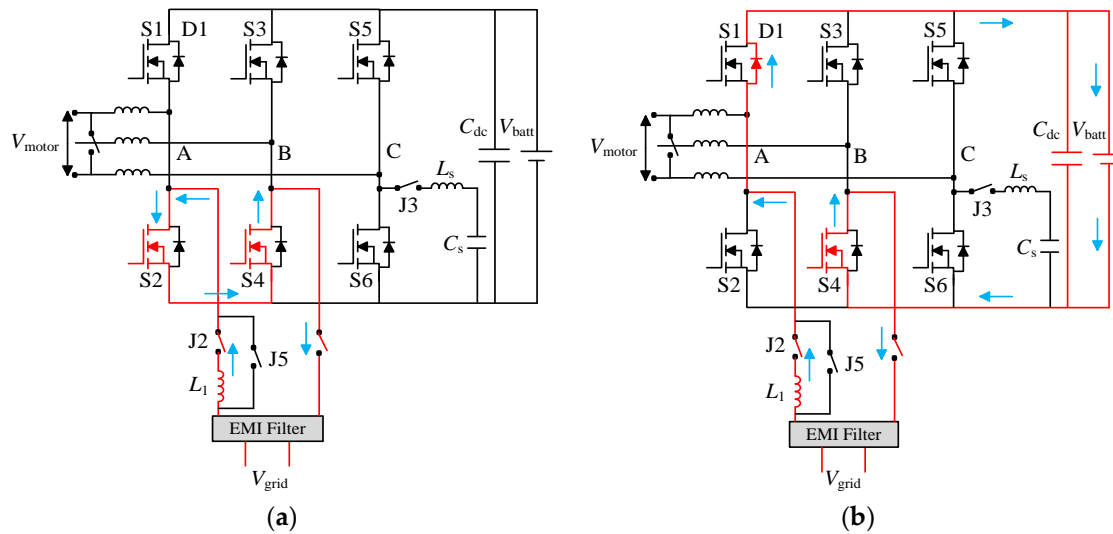 S1 D1 S3 S5
V_motor
A B C
C_dc V_batt
L_s
J3
C_s
S2 S4 S6
J2 J5
L_1
EMI Filter
V_grid
(a)
S1 D1 S3 S5
V_motor
A B C
C_dc V_batt
L_s
J3
C_s
S2 S4 S6
J2 J5
L_1
EMI Filter
V_grid
(b)